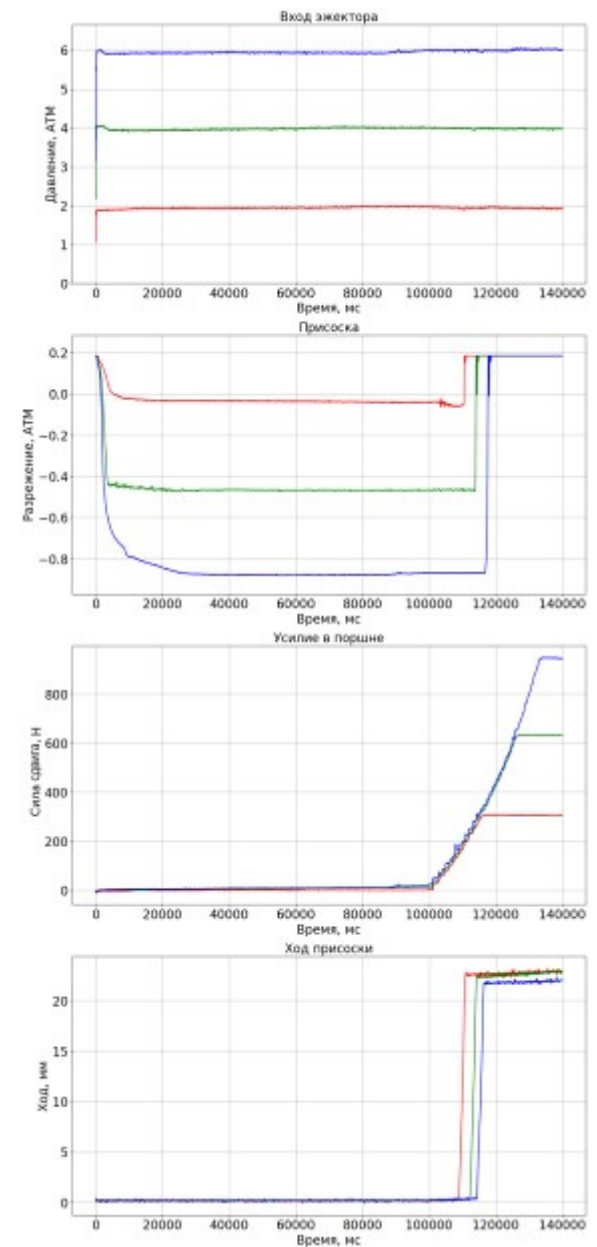 Вход эжектора
6
5
4
3
2
1
0
Давление, АТМ
0 20000 40000 60000 80000 100000 120000 140000
Время, мс
Присоска
0.2
0.0
−0.2
−0.4
−0.6
−0.8
Разрежение, АТМ
0 20000 40000 60000 80000 100000 120000 140000
Время, мс
Усилие в поршне
800
600
400
200
0
Сила сдвига, Н
0 20000 40000 60000 80000 100000 120000 140000
Время, мс
Ход присоски
20
15
10
5
0
Ход, мм
0 20000 40000 60000 80000 100000 120000 140000
Время, мс